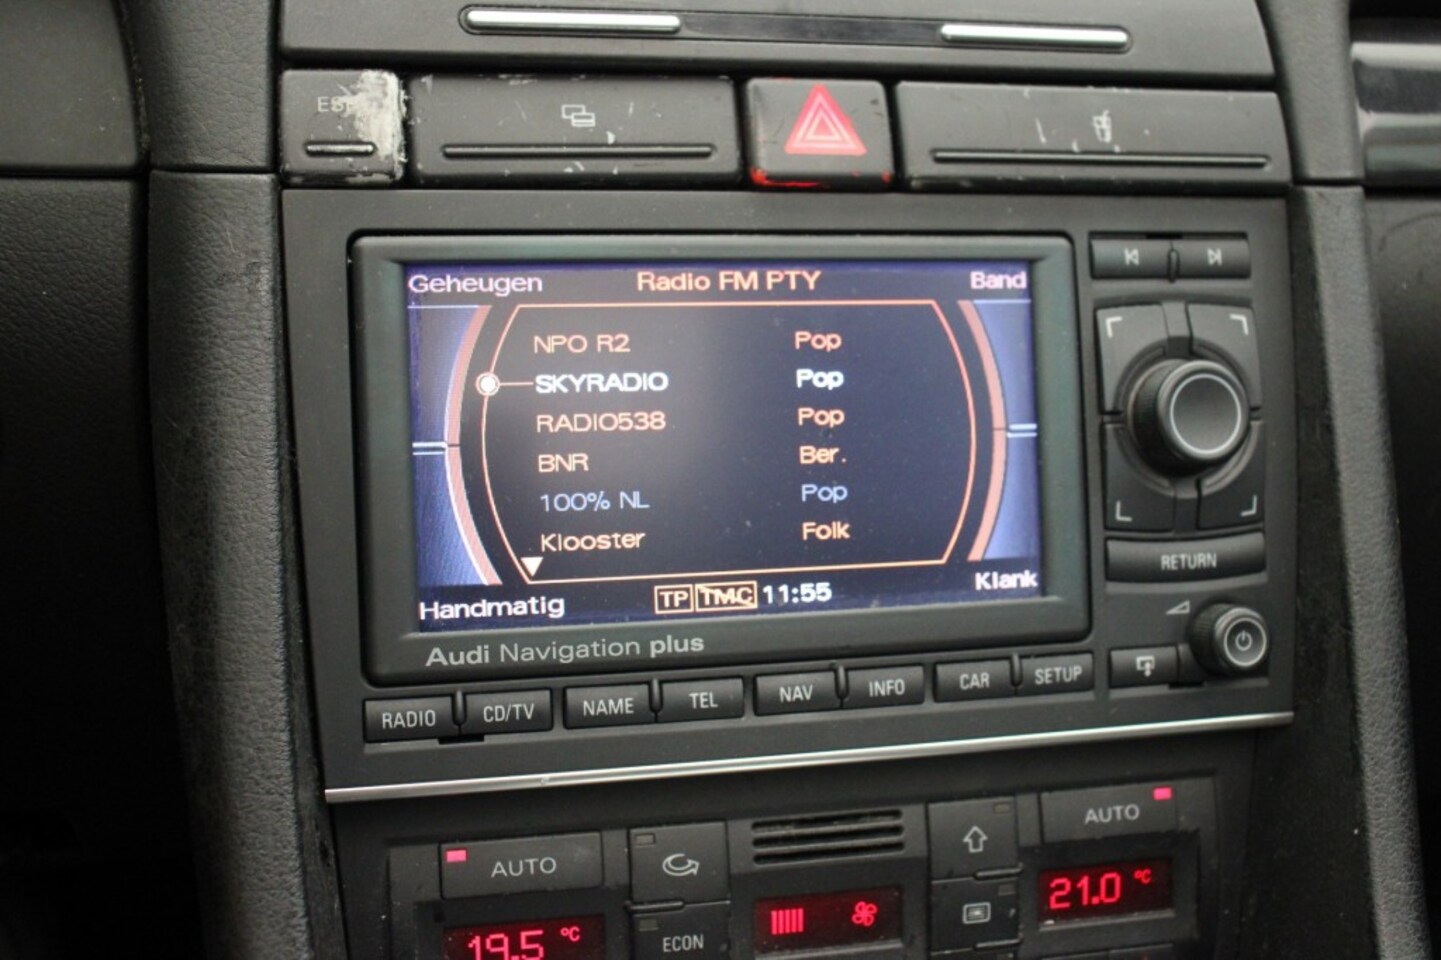 ESP
Geheugen Radio FM PTY Band
NPO R2 Pop
SKYRADIO Pop
RADIO538 Pop
BNR Ber.
100% NL Pop
Klooster Folk
Handmatig TP TMC 11:55 Klank
Audi Navigation plus
RETURN
RADIO CD/TV NAME TEL NAV INFO CAR SETUP
AUTO AUTO
19.5 °C 21.0 °C
ECON